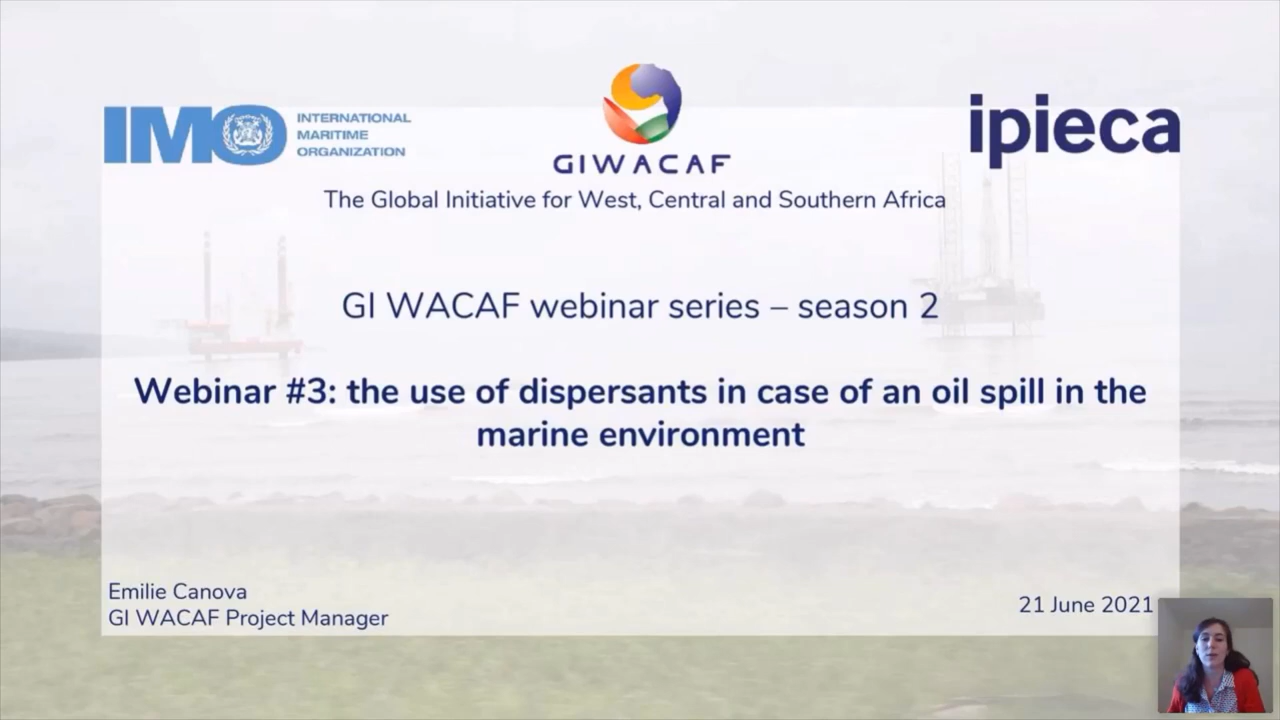 IMO
INTERNATIONAL
MARITIME
ORGANIZATION
GIWACAF
ipieca
The Global Initiative for West, Central and Southern Africa
GI WACAF webinar series – season 2
Webinar #3: the use of dispersants in case of an oil spill in the
marine environment
Emilie Canova
GI WACAF Project Manager
21 June 2021